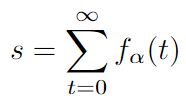 s = \sum_{t=0}^{\infty} f_{\alpha}(t)